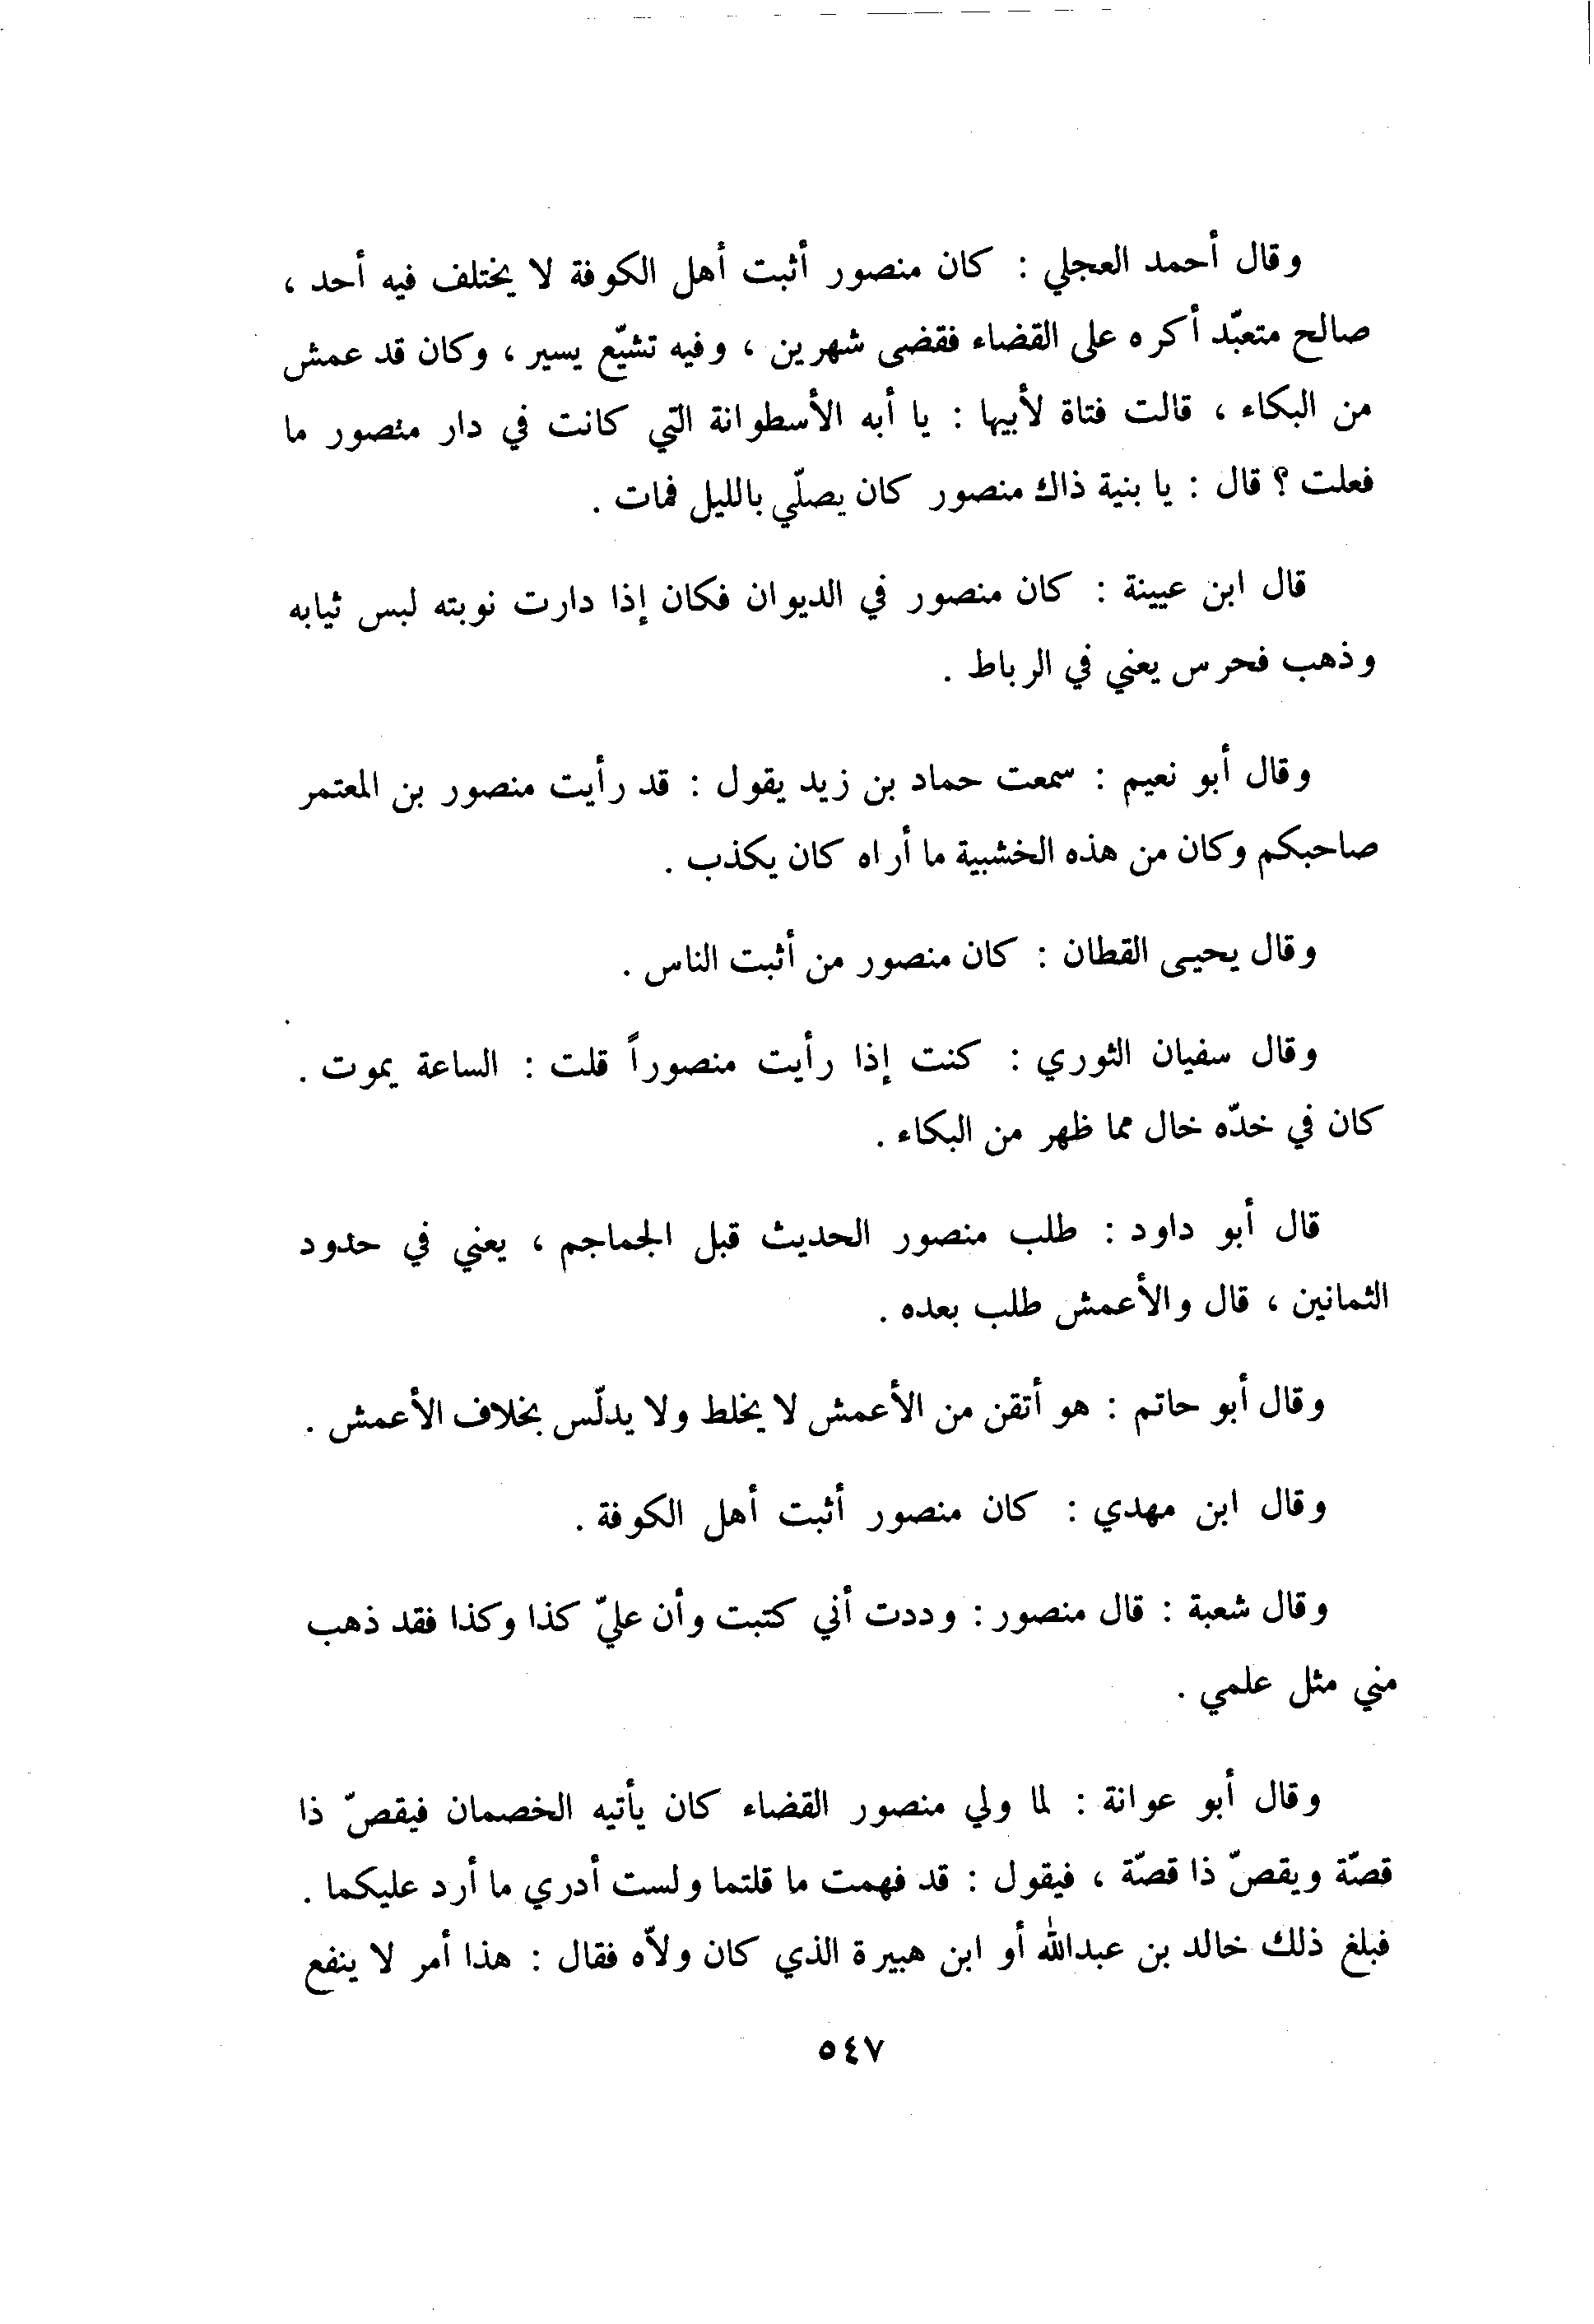 وقال أحمد العجلي : كان منصور أثبت أهل الكوفة لا يختلف فيه أحد ،
صالح متعبّد أكره على القضاء فقضى شهرين ، وفيه تشيّع يسير ، وكان قد عمش
من البكاء ، قالت فتاة لأبيها : يا أبه الأسطوانة التي كانت في دار منصور ما
فعلت ؟ قال : يا بنية ذاك منصور كان يصلّي بالليل فمات .
قال ابن عيينة : كان منصور في الديوان فكان إذا دارت نوبته لبس ثيابه
وذهب فحرس يعني في الرباط .
وقال أبو نعيم : سمعت حماد بن زيد يقول : قد رأيت منصور بن المعتمر
صاحبكم وكان من هذه الخشبية ما أراه كان يكذب .
وقال يحيى القطان : كان منصور من أثبت الناس .
وقال سفيان الثوري : كنت إذا رأيت منصوراً قلت : الساعة يموت .
كان في خدّه خال مما ظهر من البكاء .
قال أبو داود : طلب منصور الحديث قبل الجماجم ، يعني في حدود
الثمانين ، قال والأعمش طلب بعده .
وقال أبو حاتم : هو أتقن من الأعمش لا يخلط ولا يدلّس بخلاف الأعمش .
وقال ابن مهدي : كان منصور أثبت أهل الكوفة .
وقال شعبة : قال منصور : وددت أني كتبت وأن عليّ كذا وكذا فقد ذهب
مني مثل علمي .
وقال أبو عوانة : لما ولي منصور القضاء كان يأتيه الخصمان فيقصّ ذا
قصّة ويقصّ ذا قصّة ، فيقول : قد فهمت ما قلتما ولست أدري ما أرد عليكما .
فبلغ ذلك خالد بن عبدالله أو ابن هبيرة الذي كان ولاّه فقال : هذا أمر لا ينفع
٥٤٧